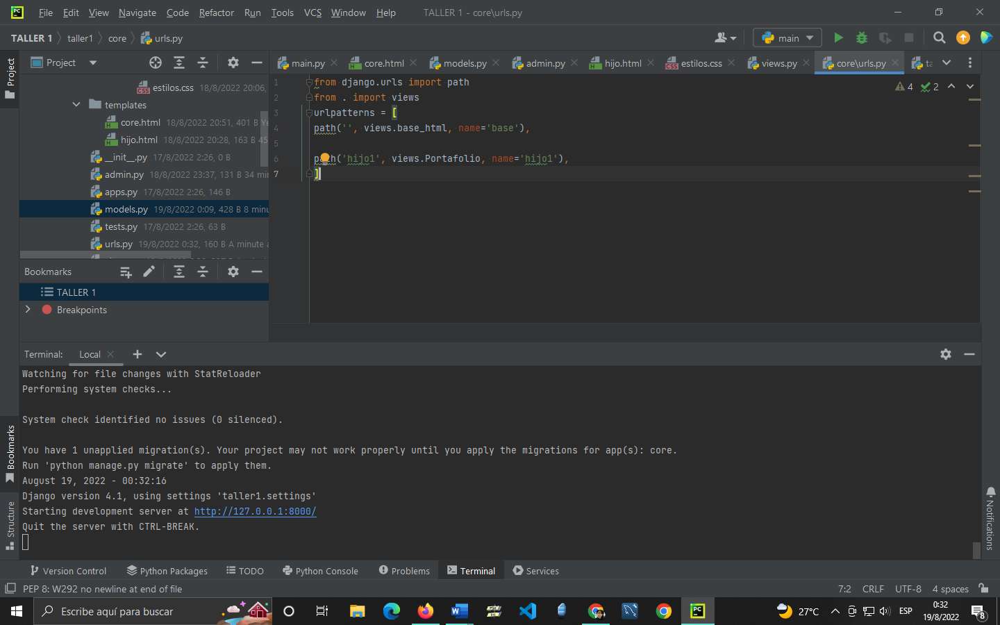 File Edit View Navigate Code Refactor Run Tools VCS Window Help TALLER 1 - core\urls.py
TALLER 1 taller1 core urls.py main
Project
main.py core.html models.py admin.py hijo.html estilos.css views.py core\urls.py ta
Project
estilos.css 18/8/2022 20:06,
templates
core.html 18/8/2022 20:51, 401 B Ye
hijo.html 18/8/2022 20:28, 163 B 45
__init__.py 17/8/2022 2:26, 0 B
admin.py 18/8/2022 23:37, 131 B 34 min
apps.py 17/8/2022 2:26, 146 B
models.py 19/8/2022 0:09, 428 B 8 minu
tests.py 17/8/2022 2:26, 63 B
urls.py 19/8/2022 0:32, 160 B A minute a
1 from django.urls import path
2 from . import views
3 urlpatterns = [
4 path('', views.base_html, name='base'),
5
6 path('hijo1', views.Portafolio, name='hijo1'),
7 ]
4 2
Bookmarks
TALLER 1
Breakpoints
Terminal: Local
Watching for file changes with StatReloader
Performing system checks...
System check identified no issues (0 silenced).
You have 1 unapplied migration(s). Your project may not work properly until you apply the migrations for app(s): core.
Run 'python manage.py migrate' to apply them.
August 19, 2022 - 00:32:16
Django version 4.1, using settings 'taller1.settings'
Starting development server at http://127.0.0.1:8000/
Quit the server with CTRL-BREAK.
Bookmarks
Structure
Notifications
Version Control Python Packages TODO Python Console Problems Terminal Services
PEP 8: W292 no newline at end of file 7:2 CRLF UTF-8 4 spaces
Escribe aquí para buscar 27°C ESP 0:32
19/8/2022 8